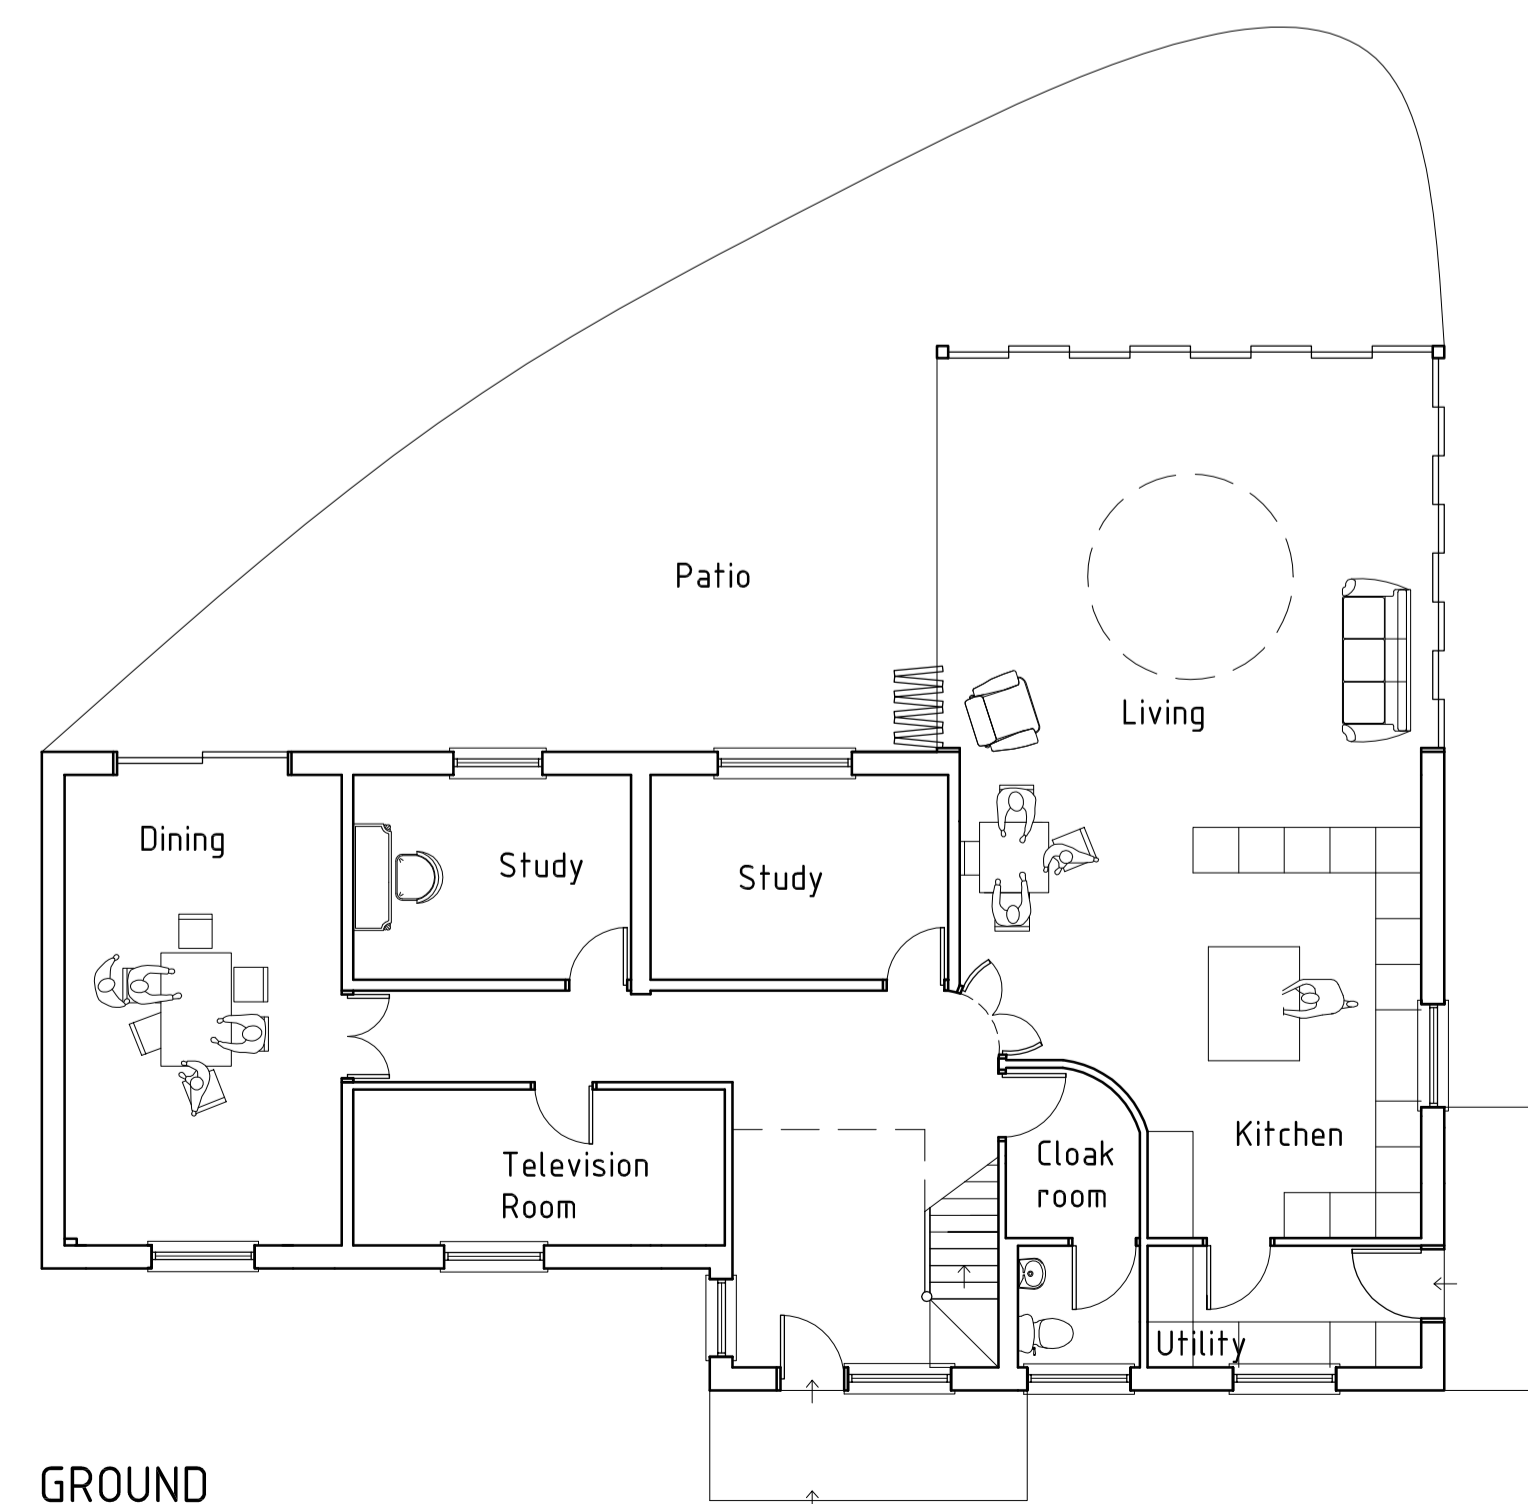 Patio
Living
Dining
Study
Study
Kitchen
Television
Room
Cloak
room
Utility
GROUND